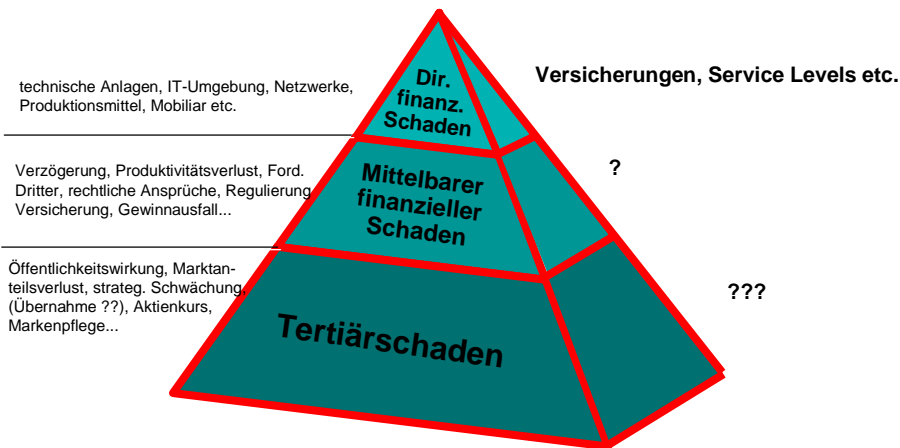 Dir.
finanz.
Schaden
Versicherungen, Service Levels etc.
technische Anlagen, IT-Umgebung, Netzwerke,
Produktionsmittel, Mobiliar etc.
Mittelbarer
finanzieller
Schaden
?
Verzögerung, Produktivitätsverlust, Ford.
Dritter, rechtliche Ansprüche, Regulierung
Versicherung, Gewinnausfall...
Öffentlichkeitswirkung, Marktan-
teilsverlust, strateg. Schwächung,
(Übernahme ??), Aktienkurs,
Markenpflege...
???
Tertiärschaden